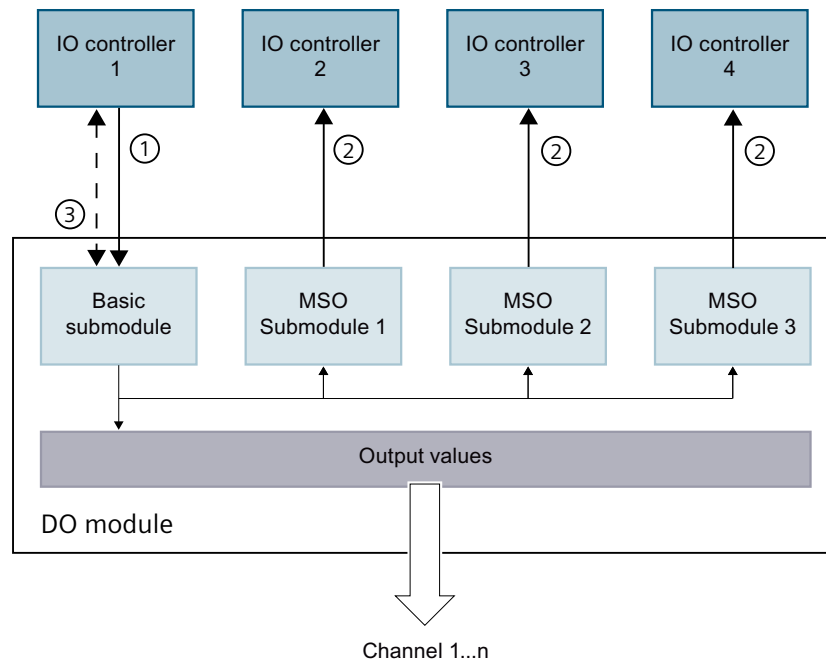 IO controller
1
IO controller
2
IO controller
3
IO controller
4
①
②
②
②
③
Basic
submodule
MSO
Submodule 1
MSO
Submodule 2
MSO
Submodule 3
Output values
DO module
Channel 1...n